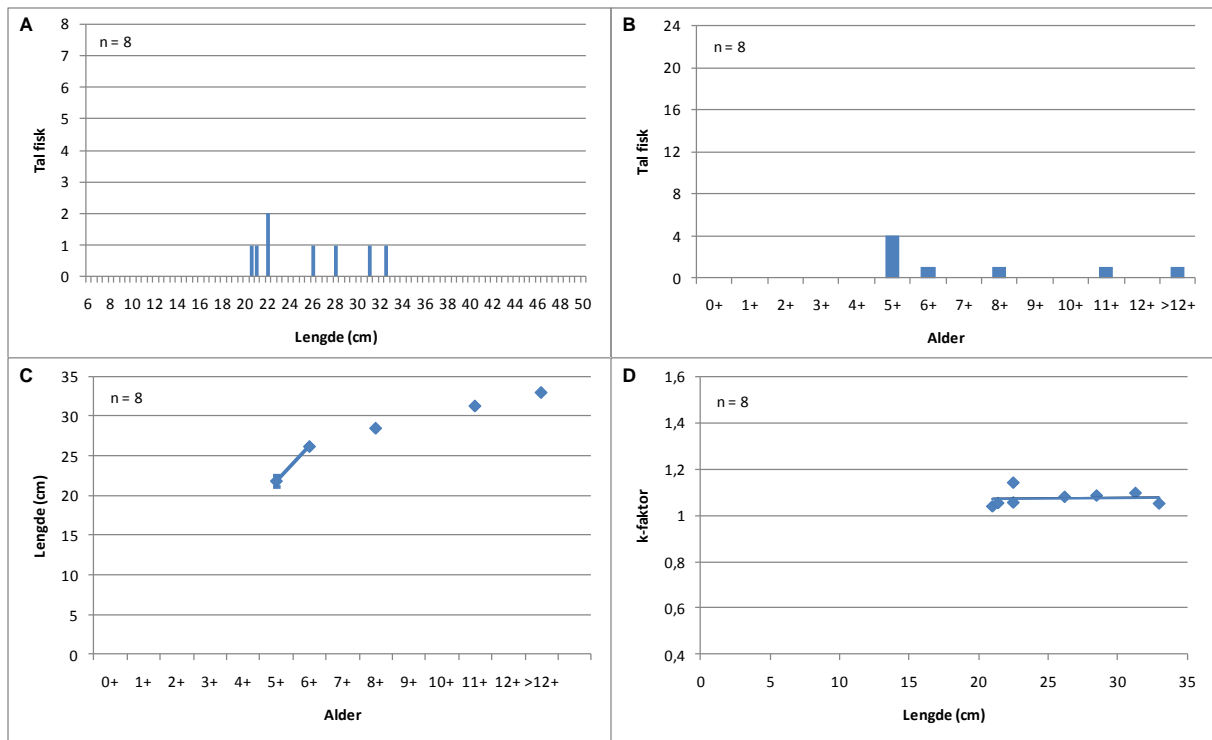 A
n = 8
Tal fisk
8
7
6
5
4
3
2
1
0
6 8 10 12 14 16 18 20 22 24 26 28 30 32 34 36 38 40 42 44 46 48 50
Lengde (cm)
B
n = 8
Tal fisk
24
20
16
12
8
4
0
0+ 1+ 2+ 3+ 4+ 5+ 6+ 7+ 8+ 9+ 10+ 11+ 12+ >12+
Alder
C
n = 8
Lengde (cm)
35
30
25
20
15
10
5
0
0+ 1+ 2+ 3+ 4+ 5+ 6+ 7+ 8+ 9+ 10+ 11+ 12+ >12+
Alder
D
n = 8
k-faktor
1,6
1,4
1,2
1
0,8
0,6
0,4
0 5 10 15 20 25 30 35
Lengde (cm)